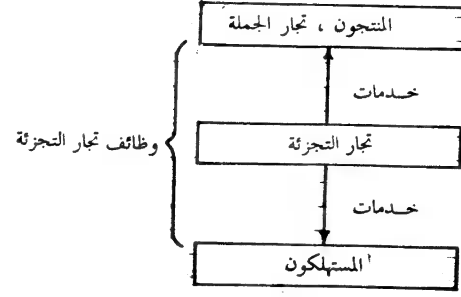 المنتجون ، تجار الجملة
خدمات
تجار التجزئة
وظائف تجار التجزئة
خدمات
المستهلكون